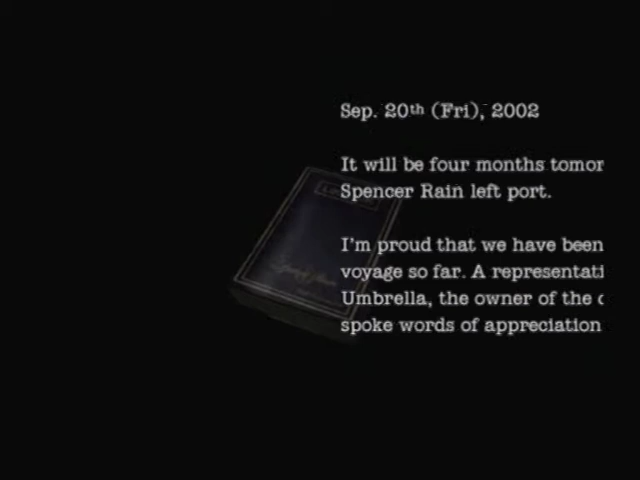 Sep. 20th (Fri), 2002
It will be four months tomor
Spencer Rain left port.
I'm proud that we have been
voyage so far. A representati
Umbrella, the owner of the c
spoke words of appreciation